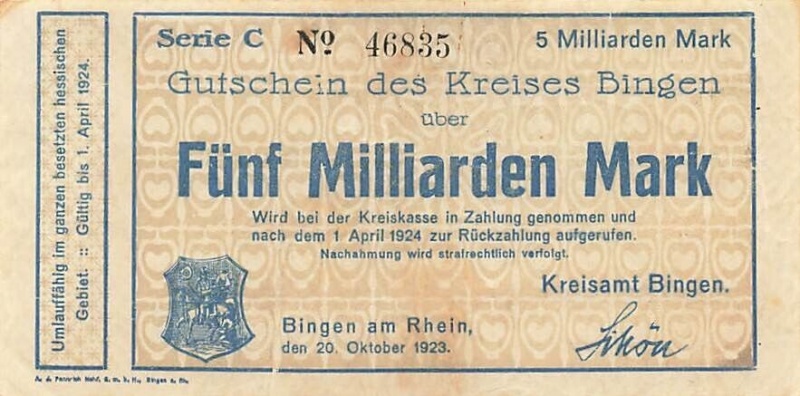 Serie C № 46835 5 Milliarden Mark
Gutschein des Kreises Bingen
über
Fünf Milliarden Mark
Wird bei der Kreiskasse in Zahlung genommen und
nach dem 1. April 1924 zur Rückzahlung aufgerufen.
Nachahmung wird strafrechtlich verfolgt.
Kreisamt Bingen.
Bingen am Rhein,
den 20. Oktober 1923.
Umlauffähig im ganzen besetzten hessischen
Gebiet. :: Gültig bis 1. April 1924.
Bingen a. Rh.